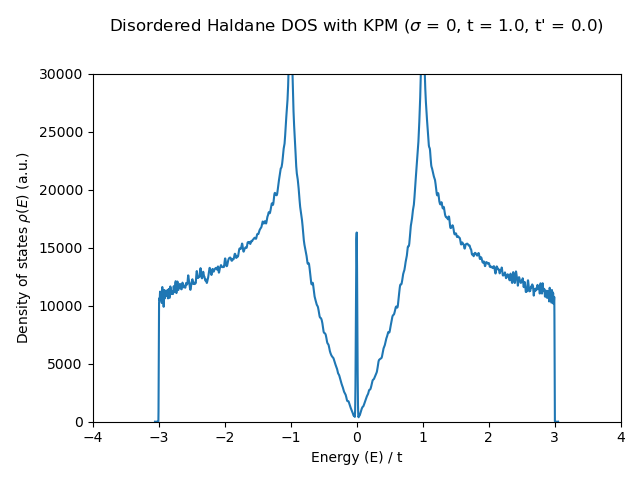 Disordered Haldane DOS with KPM (σ = 0, t = 1.0, t' = 0.0)
30000
25000
20000
15000
10000
5000
0
Density of states ρ(E) (a.u.)
−4 −3 −2 −1 0 1 2 3 4
Energy (E) / t